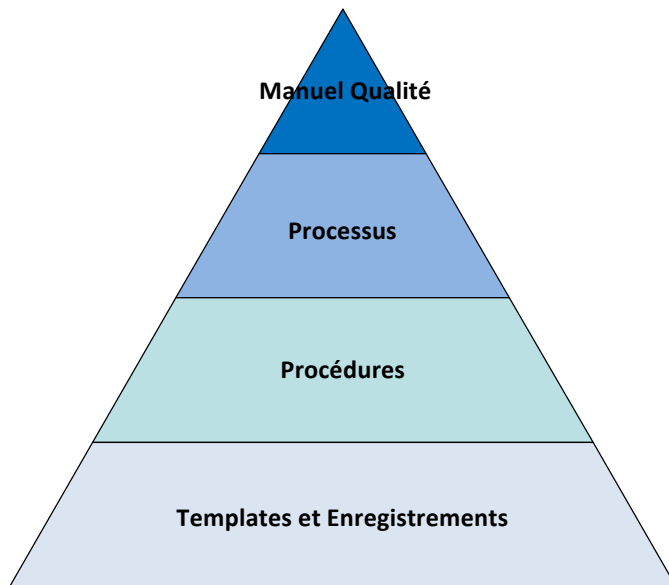 Manuel Qualité
Processus
Procédures
Templates et Enregistrements